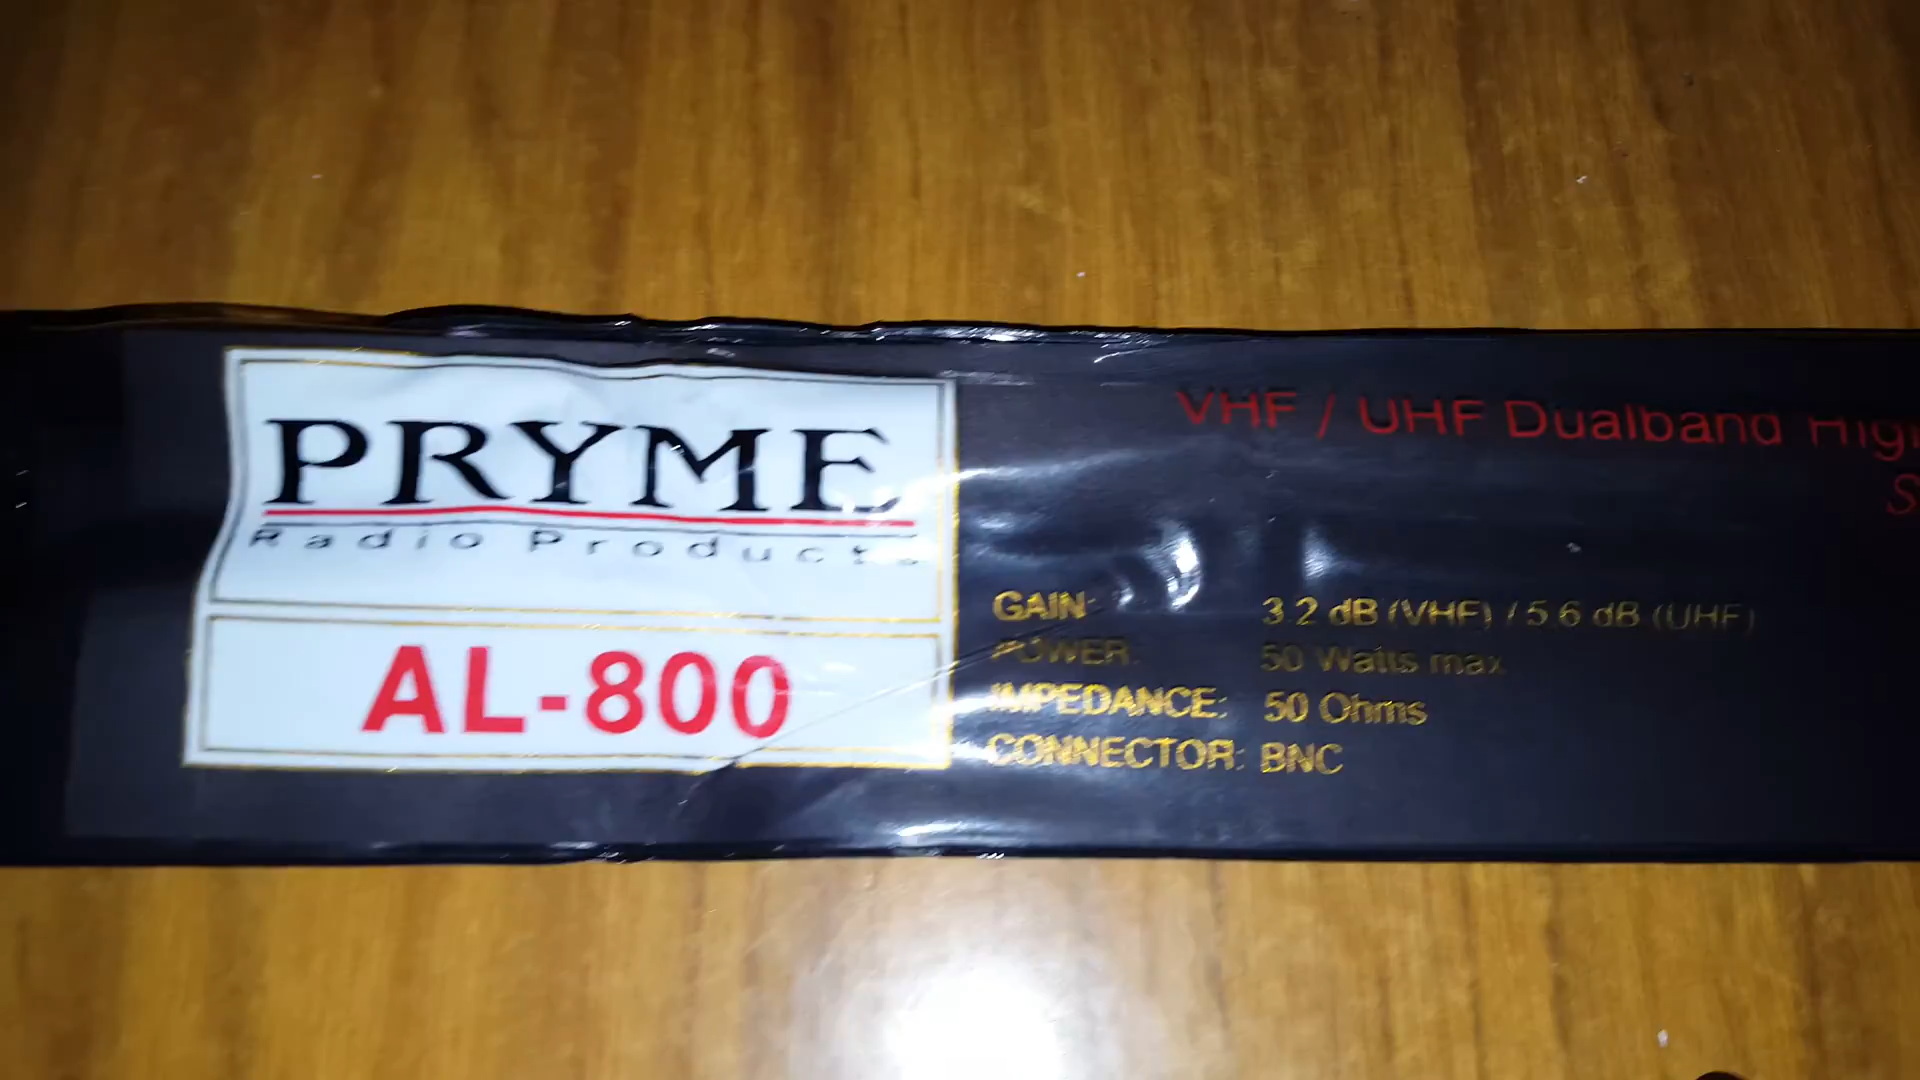 PRYME
Radio Products
AL-800
VHF / UHF Dualband
GAIN: 3.2 dB (VHF) / 5.6 dB (UHF)
POWER: 50 Watts max
IMPEDANCE: 50 Ohms
CONNECTOR: BNC